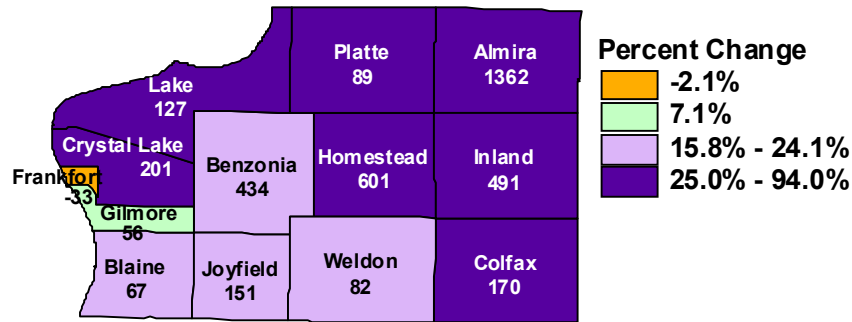 Platte
89
Almira
1362
Percent Change
-2.1%
7.1%
15.8% - 24.1%
25.0% - 94.0%
Lake
127
Crystal Lake
201
Benzonia
434
Homestead
601
Inland
491
Frankfort
-33
Gilmore
56
Blaine
67
Joyfield
151
Weldon
82
Colfax
170